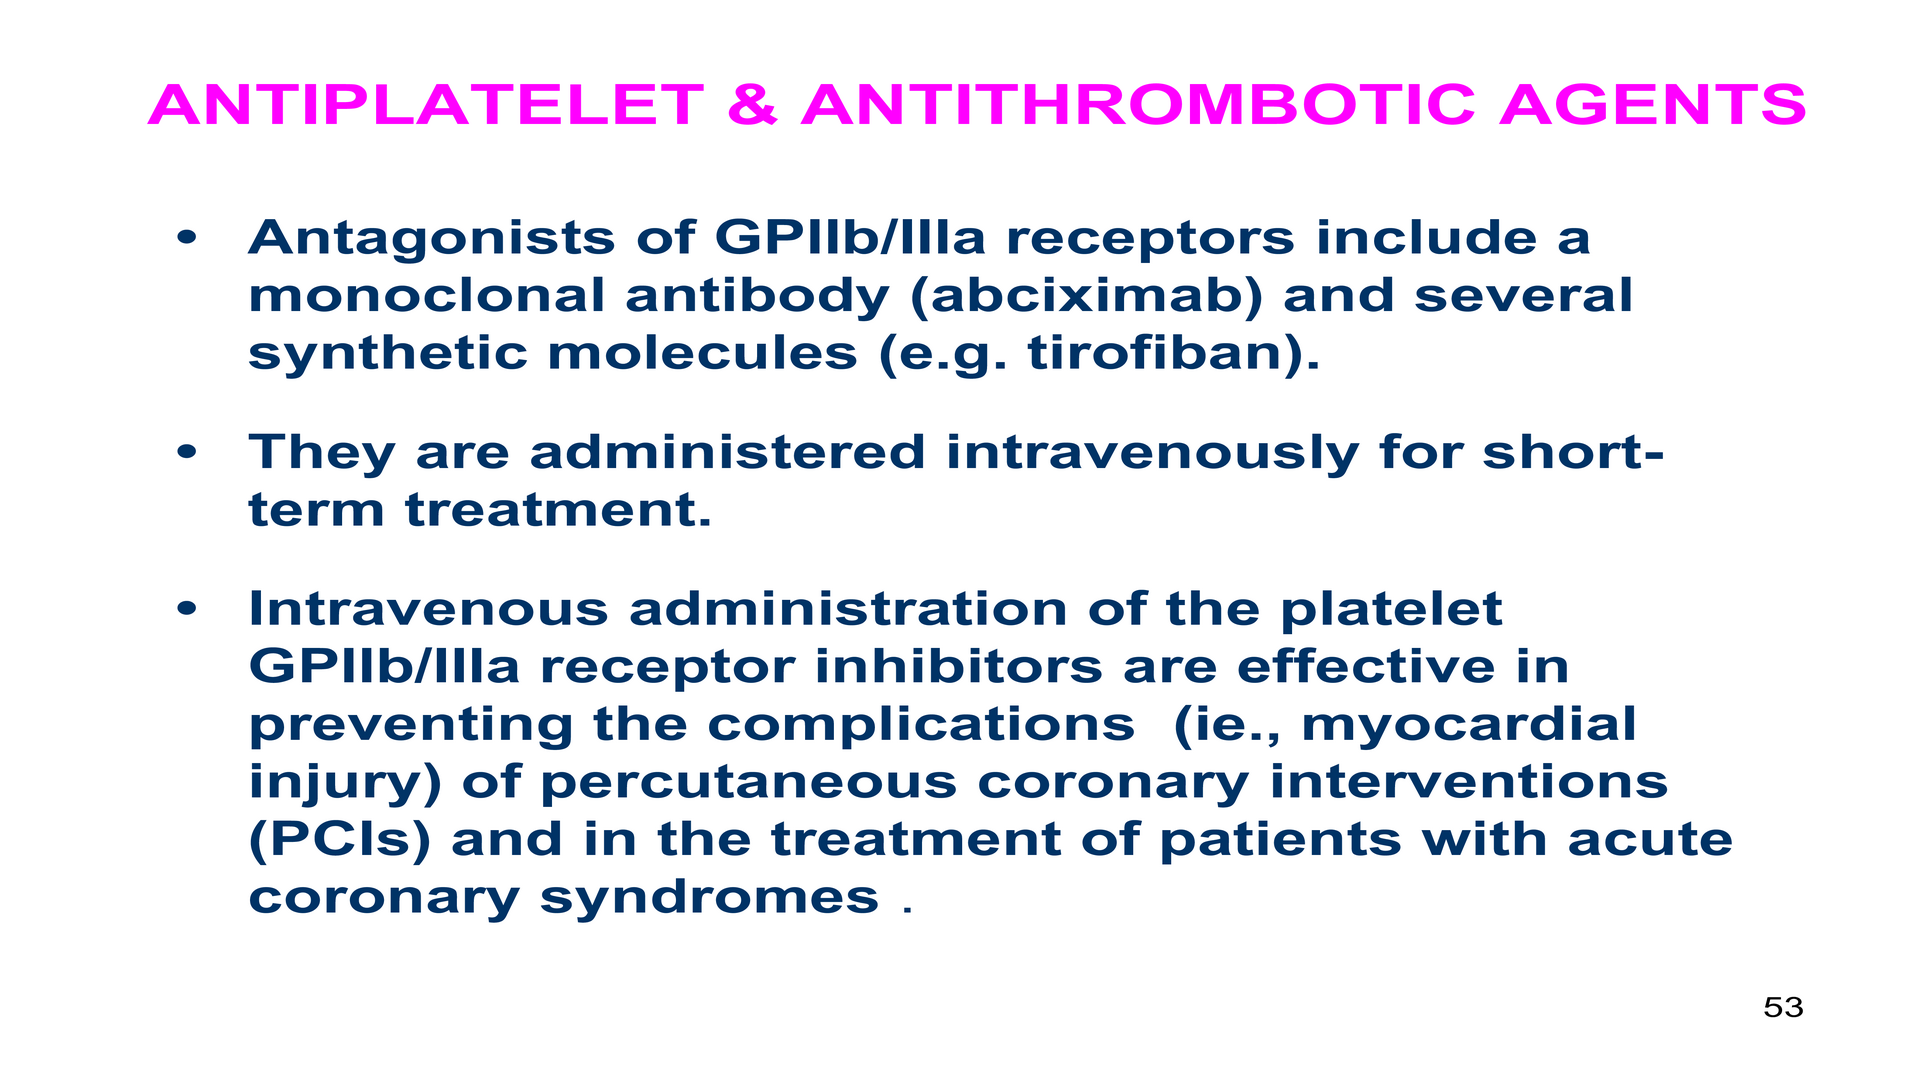 ANTIPLATELET & ANTITHROMBOTIC AGENTS
• Antagonists of GPIIb/IIIa receptors include a
monoclonal antibody (abciximab) and several
synthetic molecules (e.g. tirofiban).
• They are administered intravenously for short-
term treatment.
• Intravenous administration of the platelet
GPIIb/IIIa receptor inhibitors are effective in
preventing the complications  (ie., myocardial
injury) of percutaneous coronary interventions
(PCIs) and in the treatment of patients with acute
coronary syndromes .
53